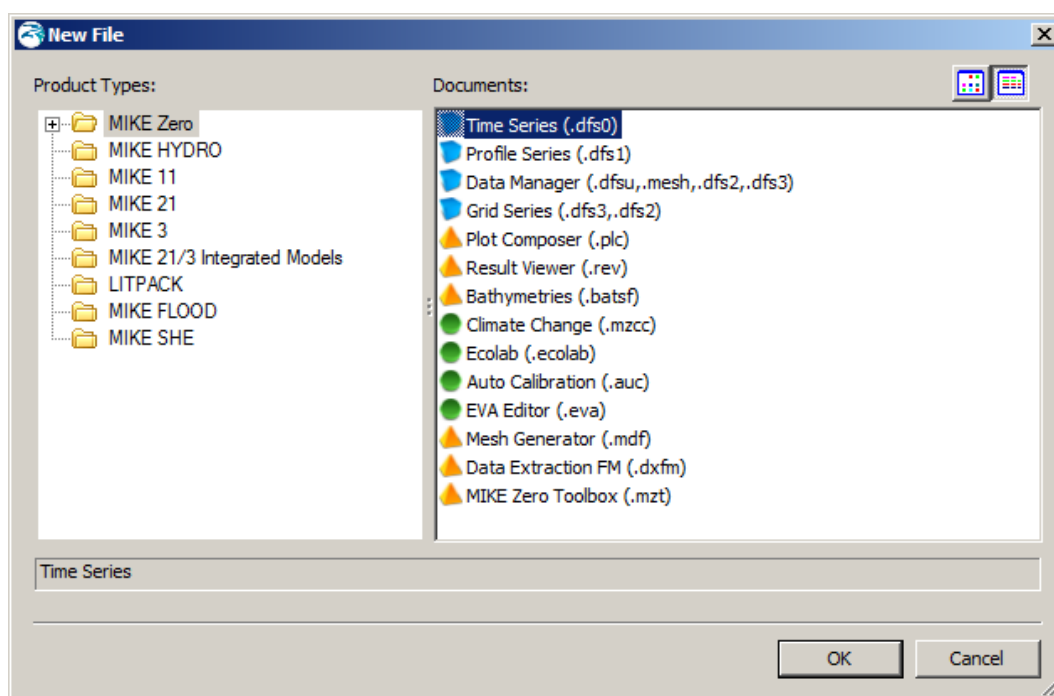 New File
Product Types:
Documents:
MIKE Zero
MIKE HYDRO
MIKE 11
MIKE 21
MIKE 3
MIKE 21/3 Integrated Models
LITPACK
MIKE FLOOD
MIKE SHE
Time Series (.dfs0)
Profile Series (.dfs1)
Data Manager (.dfsu,.mesh,.dfs2,.dfs3)
Grid Series (.dfs3,.dfs2)
Plot Composer (.plc)
Result Viewer (.rev)
Bathymetries (.batsf)
Climate Change (.mzcc)
Ecolab (.ecolab)
Auto Calibration (.auc)
EVA Editor (.eva)
Mesh Generator (.mdf)
Data Extraction FM (.dxfm)
MIKE Zero Toolbox (.mzt)
Time Series
OK
Cancel